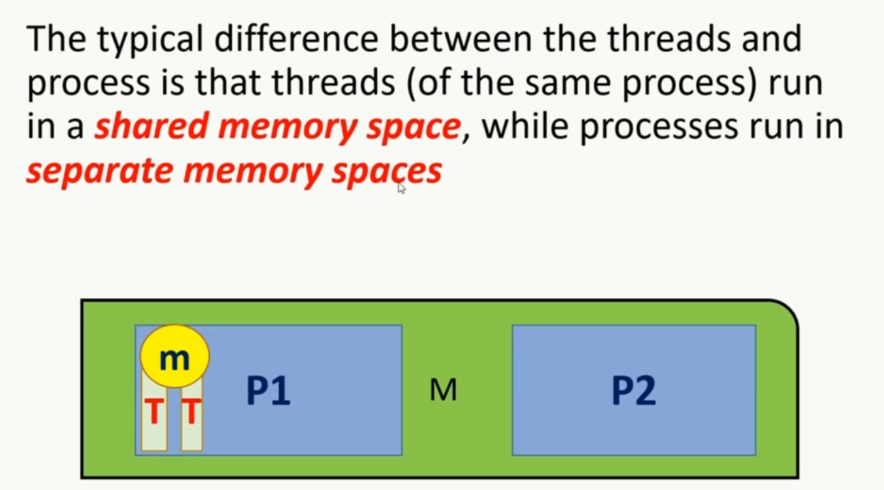 The typical difference between the threads and
process is that threads (of the same process) run
in a shared memory space, while processes run in
separate memory spaces
m
T T
P1
M
P2